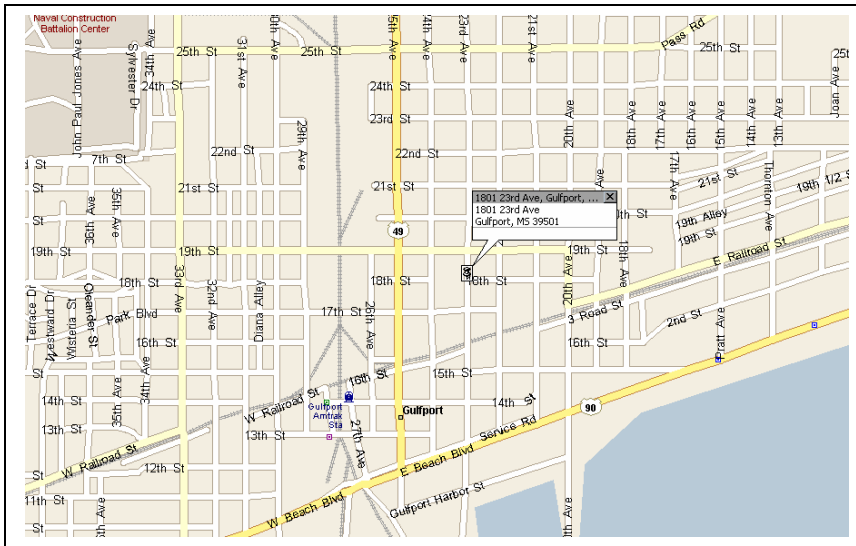 Naval Construction
Battalion Center
John Paul Jones Ave
Sylvester Dr
34th Ave
31st Ave
30th Ave
25th Ave
24th Ave
23rd Ave
21st Ave
Pass Rd
25th St
25th St
25th St
24th St
24th St
23rd St
29th Ave
20th Ave
18th Ave
17th Ave
16th Ave
15th Ave
14th Ave
13th Ave
Joan Ave
7th St
22nd St
22nd St
17th Ave
21st St
21st St
21st St
35th Ave
36th Ave
1801 23rd Ave, Gulfport, ...
1801 23rd Ave
Gulfport, MS 39501
Thornton Ave
19th 1/2 St
19th Alley
19th St
49
19th St
19th St
19th St
18th Ave
E Railroad St
33rd Ave
18th St
18th St
18th St
32nd Ave
Diana Alley
26th Ave
20th Ave
Terrace Dr
Westward Dr
Wisteria St
Oleander St
Park Blvd
17th St
3 Road St
2nd St
Pratt Ave
16th St
16th St
34th Ave
35th Ave
16th St
15th St
14th St
W Railroad St
14th St
Gulfport
Amtrak
Sta
Gulfport
90
13th St
13th St
27th Ave
Service Rd
W Railroad St
12th St
E Beach Blvd
St
11th St
W Beach Blvd
Gulfport Harbor St
20th Ave
St